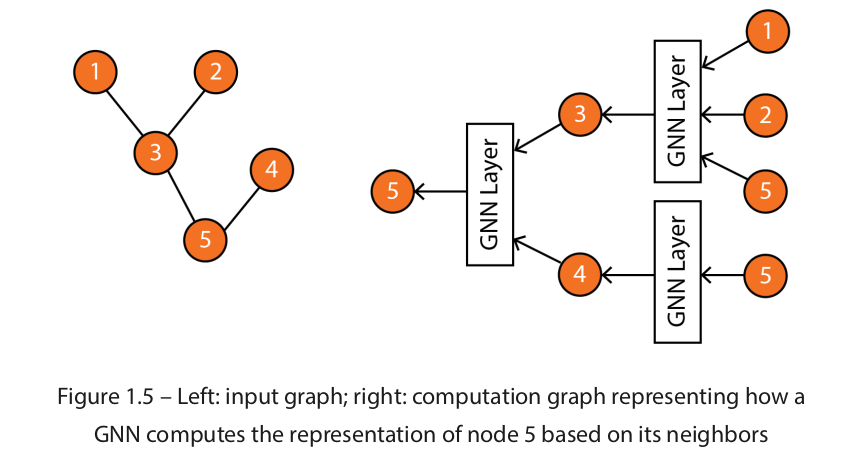 1
2
3
4
5
1
2
5
GNN Layer
3
GNN Layer
5
4
GNN Layer
5
Figure 1.5 – Left: input graph; right: computation graph representing how a
GNN computes the representation of node 5 based on its neighbors